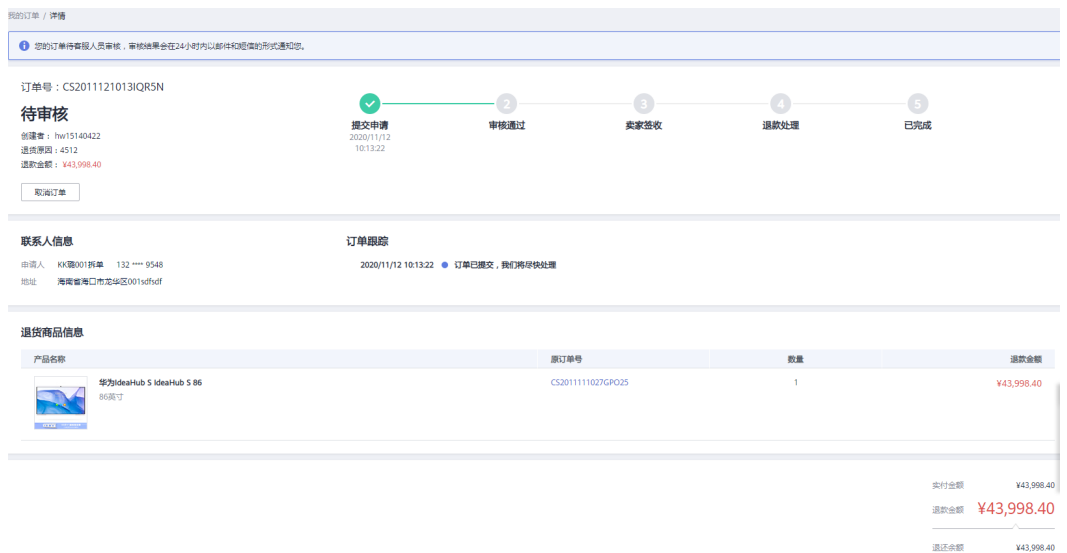 我的订单 / 详情
您的订单待客服人员审核，审核结果会在24小时内以邮件和短信的形式通知您。
订单号：CS2011121013IQR5N
待审核
创建者： hw15140422
退货原因：4512
退款金额： ¥43,998.40
取消订单
2 3 4 5
提交申请 审核通过 卖家签收 退款处理 已完成
2020/11/12
10:13:22
联系人信息 订单跟踪
申请人 KK璐001拆单 132 **** 9548
2020/11/12 10:13:22 订单已提交，我们将尽快处理
地址 海南省海口市龙华区001sdfsdf
退货商品信息
产品名称 原订单号 数量 退款金额
华为IdeaHub S IdeaHub S 86 CS2011111027GPO25 1 ¥43,998.40
86英寸
实付金额 ¥43,998.40
退款金额 ¥43,998.40
退还余额 ¥43,998.40